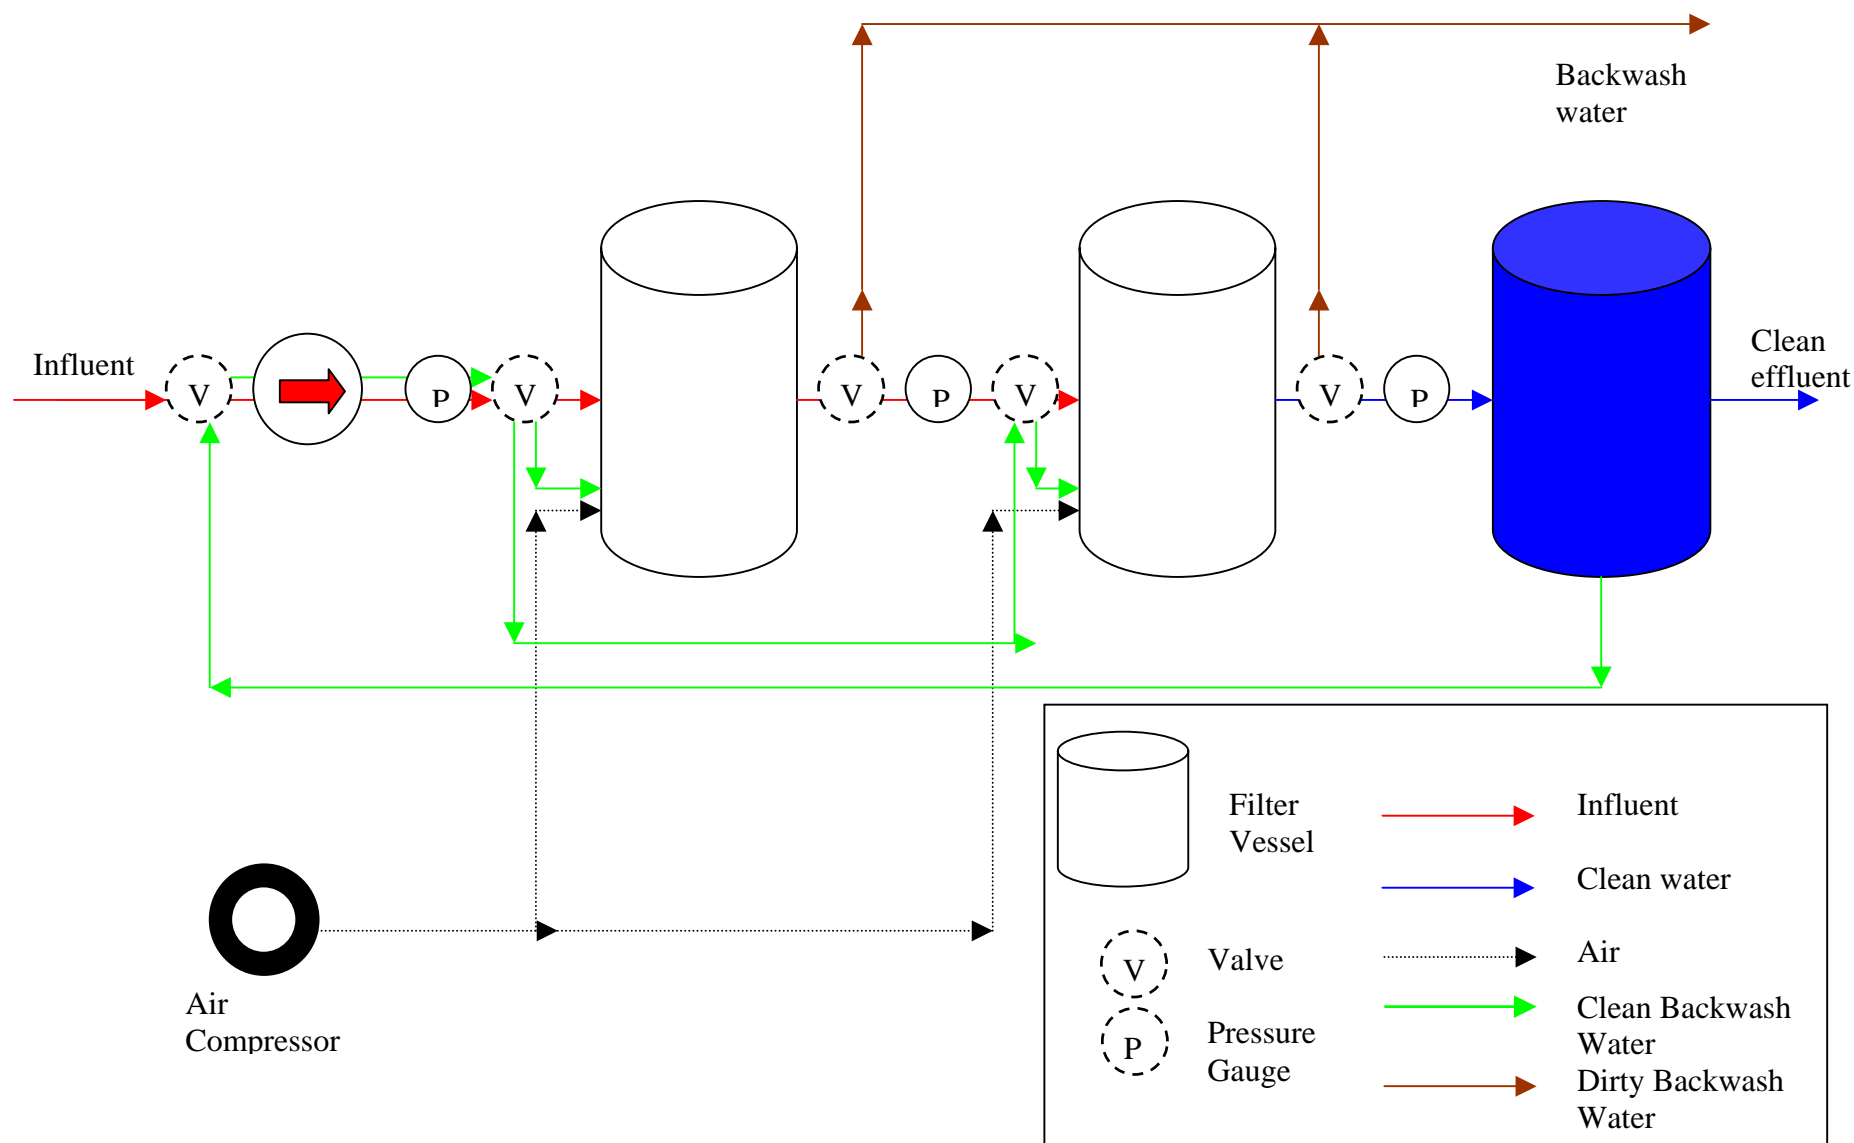 Backwash
water
Influent
Clean
effluent
V
P
V
V
P
V
V
P
Air
Compressor
Filter
Vessel
Valve
Pressure
Gauge
V
P
Influent
Clean water
Air
Clean Backwash
Water
Dirty Backwash
Water